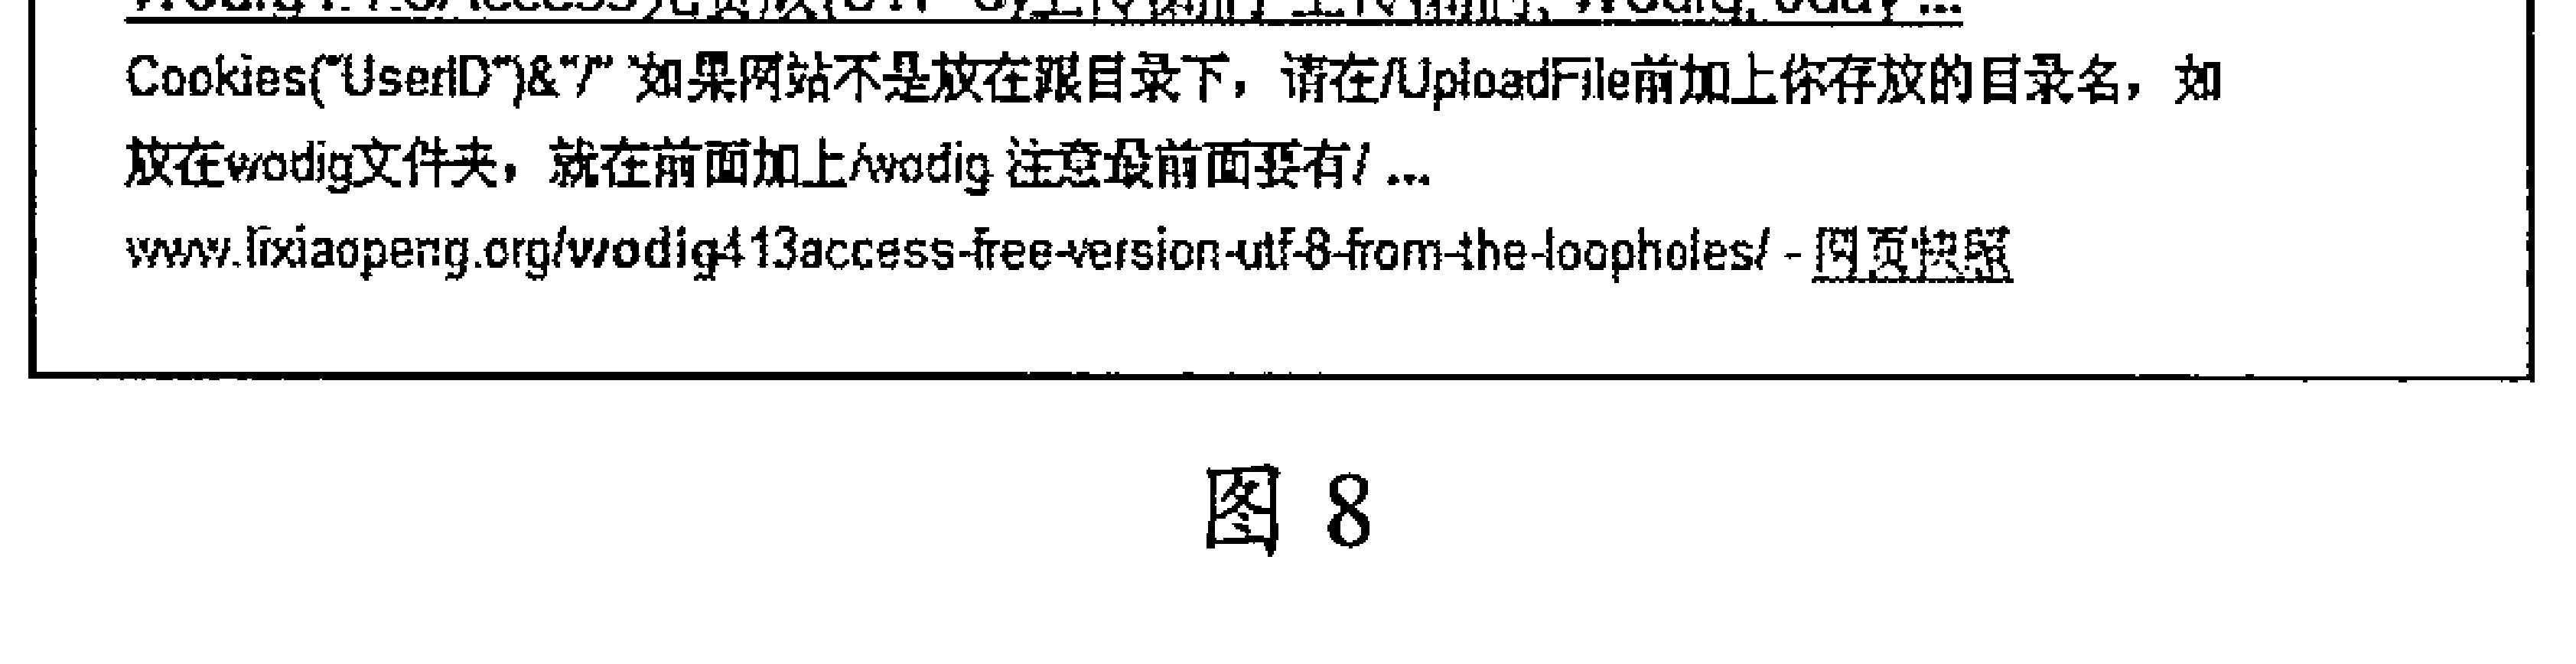 Cookies("UserID")&"/" '如果网站不是放在跟目录下，请在/UploadFile前加上你存放的目录名，如
放在wodig文件夹，就在前面加上/wodig 注意最前面要有/ ...
www.lixiaopeng.org/wodig413access-free-version-utf-8-from-the-loopholes/ - 网页快照
图 8